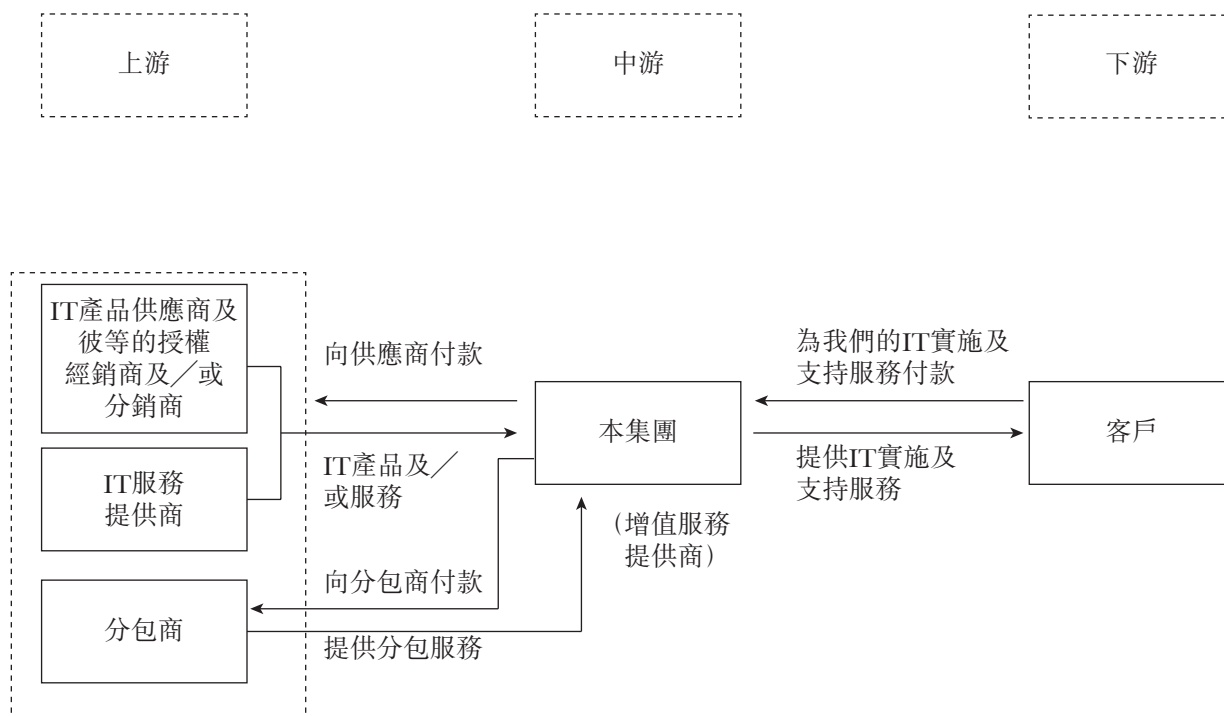 上游
中游
下游
IT產品供應商及
彼等的授權
經銷商及／或
分銷商
IT服務
提供商
分包商
向供應商付款
IT產品及／
或服務
向分包商付款
提供分包服務
本集團
（增值服務
提供商）
為我們的IT實施及
支持服務付款
提供IT實施及
支持服務
客戶